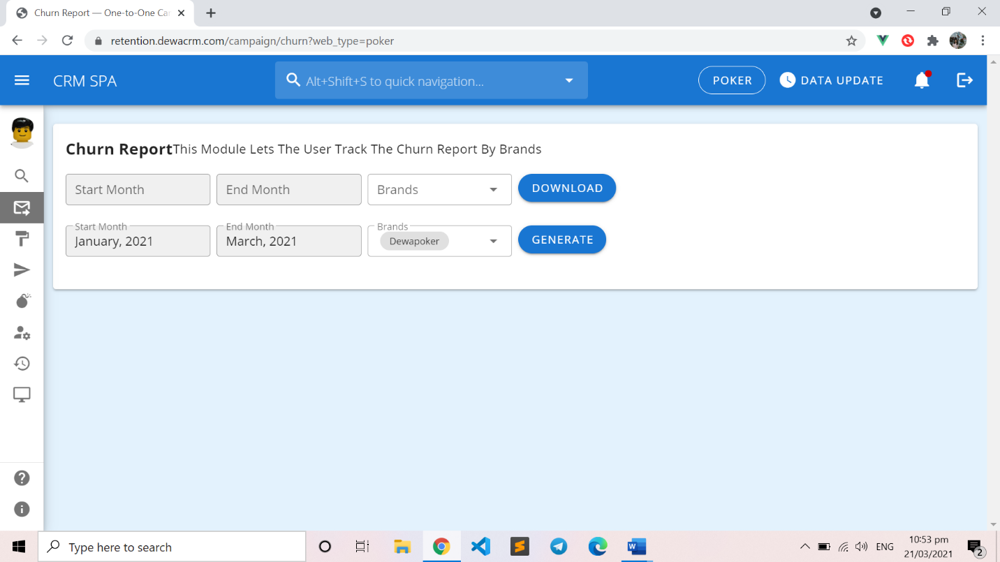 Churn Report — One-to-One Ca
retention.dewacrm.com/campaign/churn?web_type=poker
CRM SPA
Alt+Shift+S to quick navigation...
POKER
DATA UPDATE
Churn ReportThis Module Lets The User Track The Churn Report By Brands
Start Month
End Month
Brands
DOWNLOAD
Start Month
January, 2021
End Month
March, 2021
Brands
Dewapoker
GENERATE
Type here to search
ENG
10:53 pm
21/03/2021
2